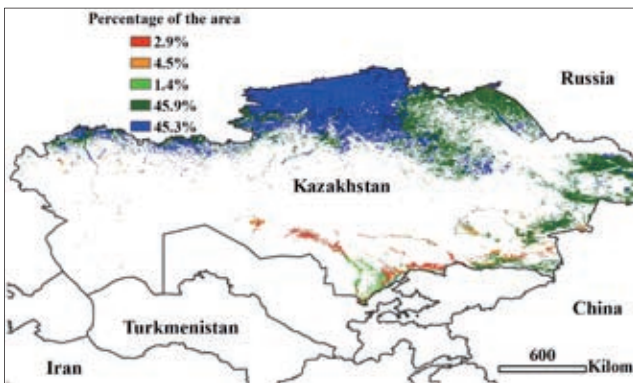 Percentage of the area
2.9%
4.5%
1.4%
45.9%
45.3%
Russia
Kazakhstan
China
Turkmenistan
Iran
600
Kilom